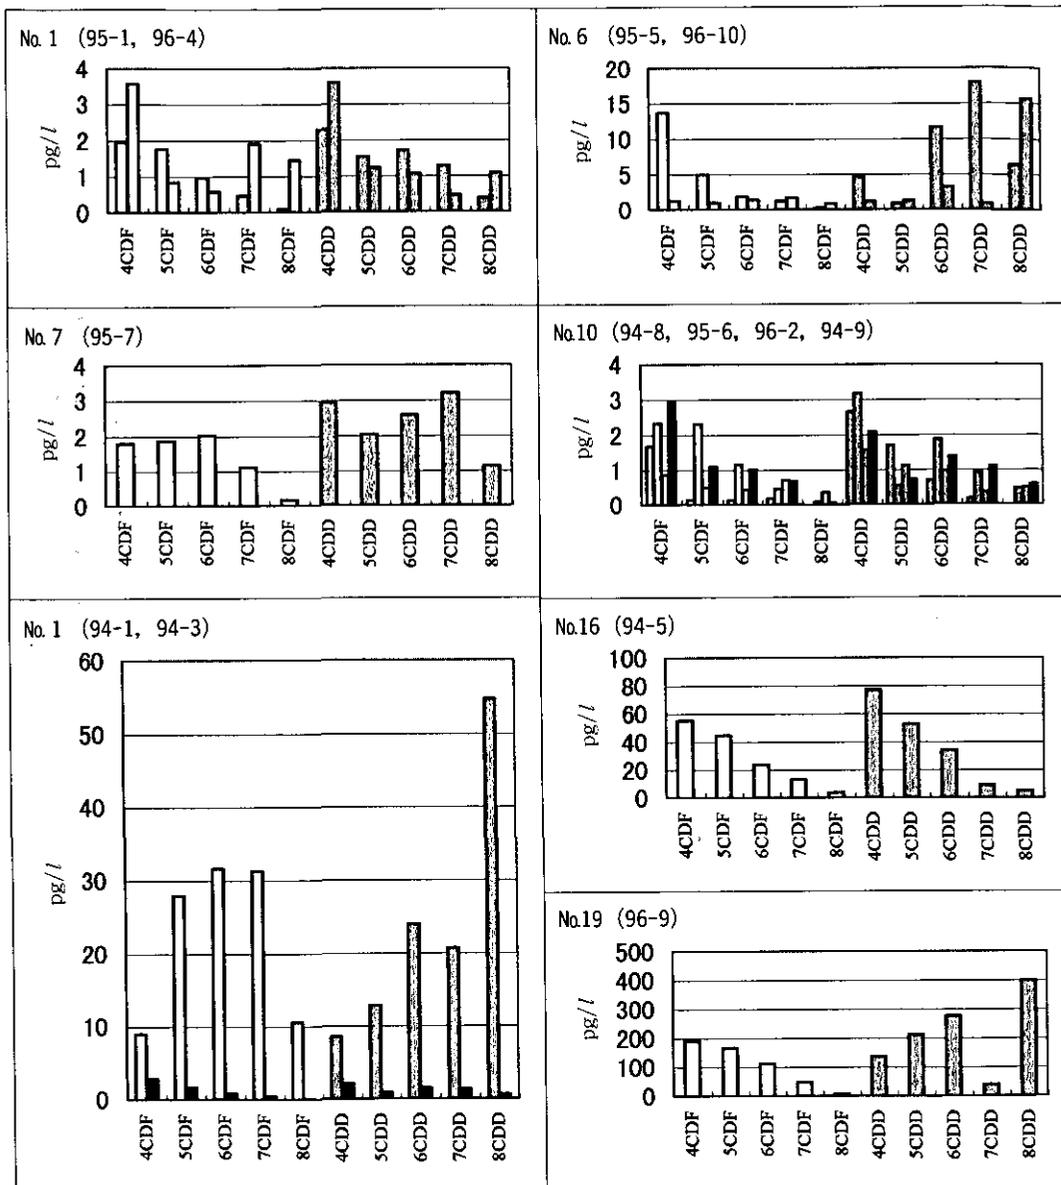 No. 1 (95-1, 96-4)
4
3
2
1
0
pg/l
4CDF
5CDF
6CDF
7CDF
8CDF
4CDD
5CDD
6CDD
7CDD
8CDD
No. 6 (95-5, 96-10)
20
15
10
5
0
pg/l
4CDF
5CDF
6CDF
7CDF
8CDF
4CDD
5CDD
6CDD
7CDD
8CDD
No. 7 (95-7)
4
3
2
1
0
pg/l
4CDF
5CDF
6CDF
7CDF
8CDF
4CDD
5CDD
6CDD
7CDD
8CDD
No.10 (94-8, 95-6, 96-2, 94-9)
4
3
2
1
0
pg/l
4CDF
5CDF
6CDF
7CDF
8CDF
4CDD
5CDD
6CDD
7CDD
8CDD
No. 1 (94-1, 94-3)
60
50
40
30
20
10
0
pg/l
4CDF
5CDF
6CDF
7CDF
8CDF
4CDD
5CDD
6CDD
7CDD
8CDD
No.16 (94-5)
100
80
60
40
20
0
pg/l
4CDF
5CDF
6CDF
7CDF
8CDF
4CDD
5CDD
6CDD
7CDD
8CDD
No.19 (96-9)
500
400
300
200
100
0
pg/l
4CDF
5CDF
6CDF
7CDF
8CDF
4CDD
5CDD
6CDD
7CDD
8CDD